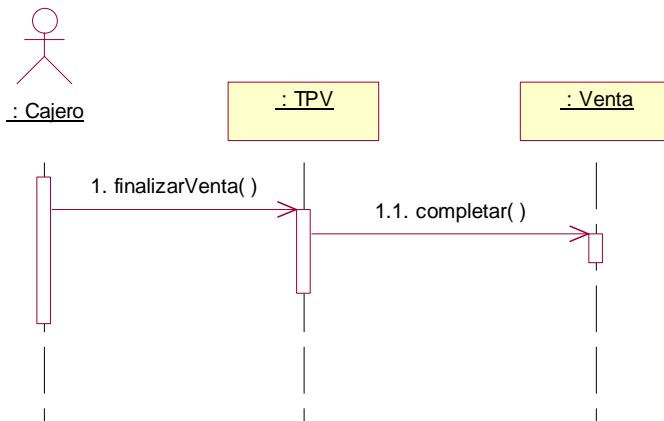 : Cajero
: TPV
: Venta
1. finalizarVenta( )
1.1. completar( )